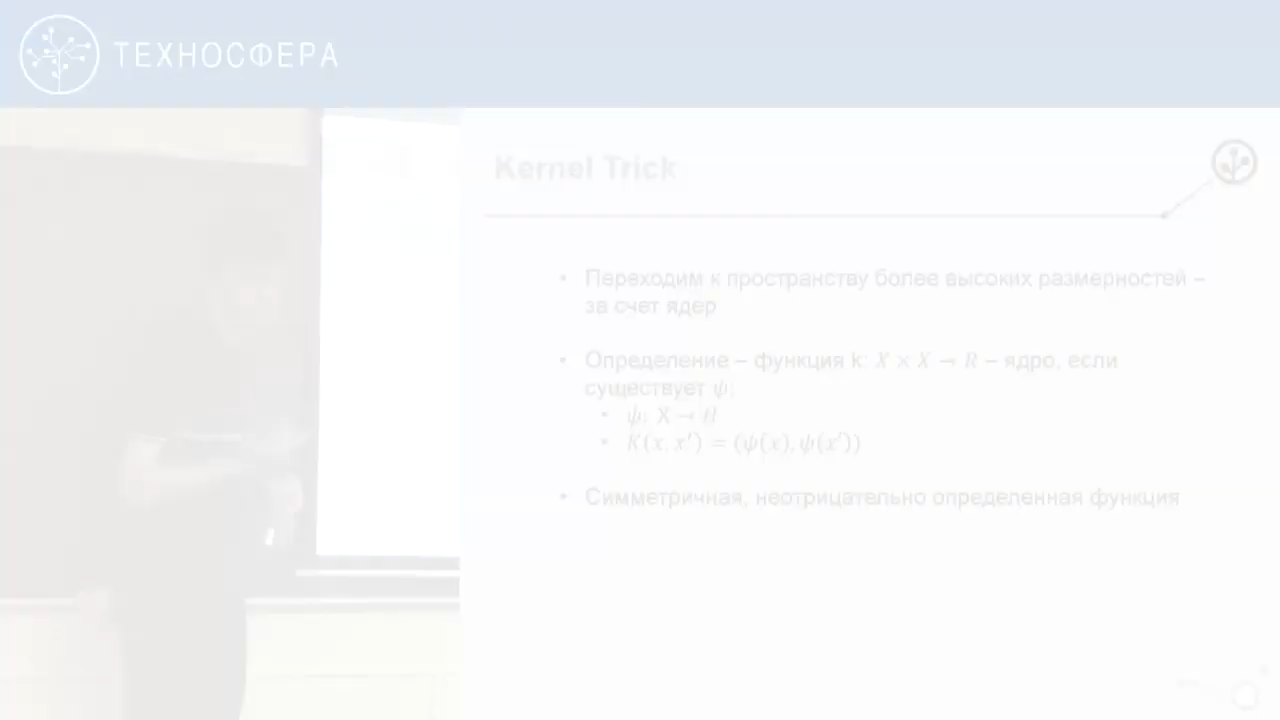 ТЕХНОСФЕРА
Kernel Trick
• Переходим к пространству более высоких размерностей –
за счет ядер
• Определение – функция k: X × X → R – ядро, если
существует ψ:
• ψ: X → H
• K(x, x′) = (ψ(x), ψ(x′))
• Симметричная, неотрицательно определенная функция